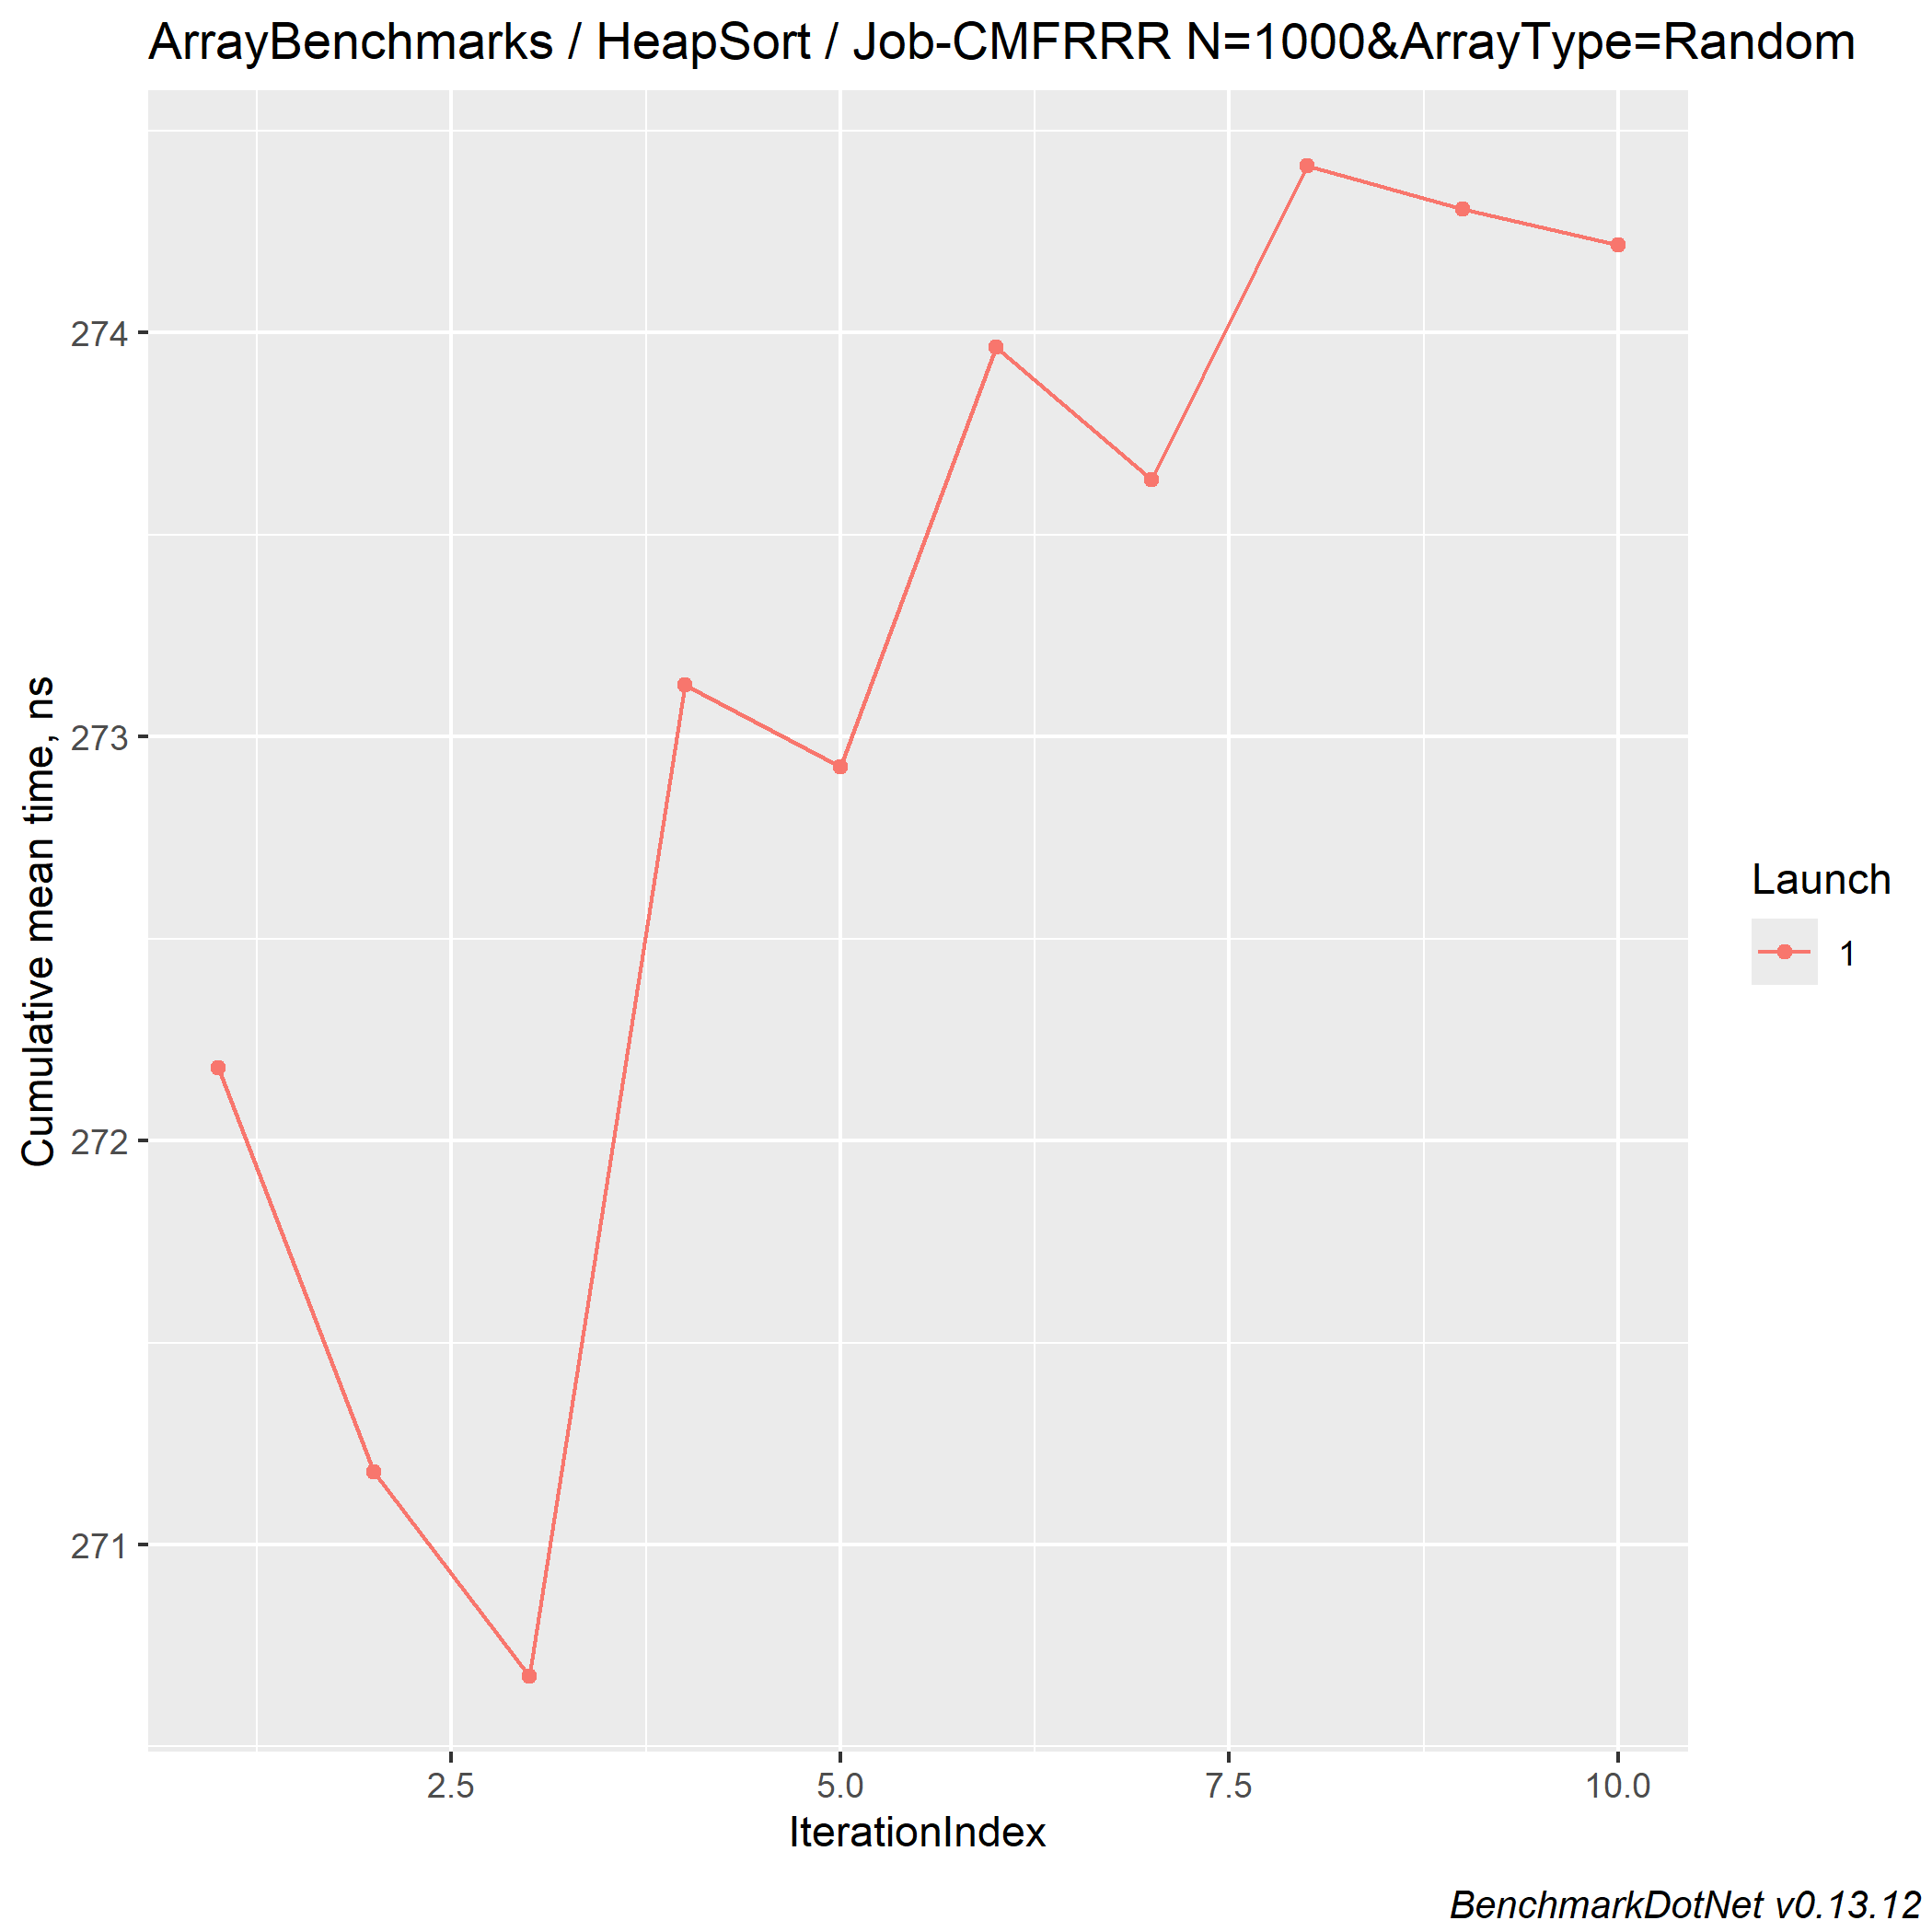 ArrayBenchmarks / HeapSort / Job-CMFRRR N=1000&ArrayType=Random
Cumulative mean time, ns
274
273
272
271
2.5 5.0 7.5 10.0
IterationIndex
Launch
1
BenchmarkDotNet v0.13.12